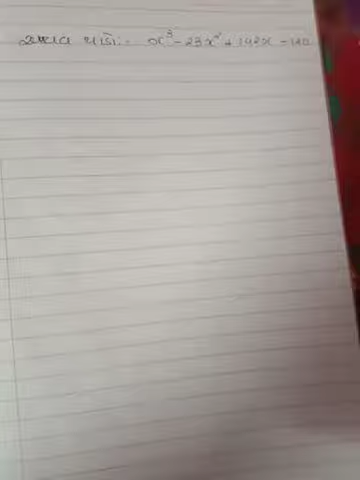 અવયવ પાડો :- x³ - 23x² + 142x - 120